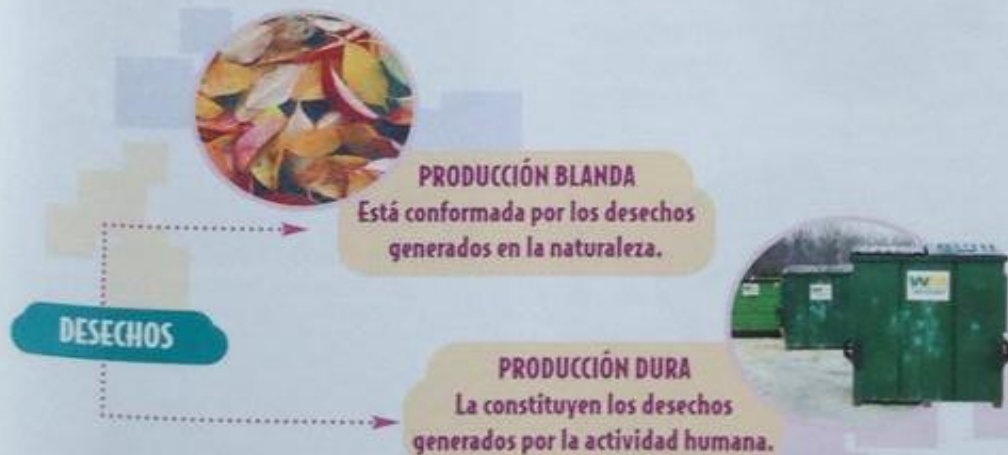 PRODUCCIÓN BLANDA
Está conformada por los desechos
generados en la naturaleza.
DESECHOS
PRODUCCIÓN DURA
La constituyen los desechos
generados por la actividad humana.